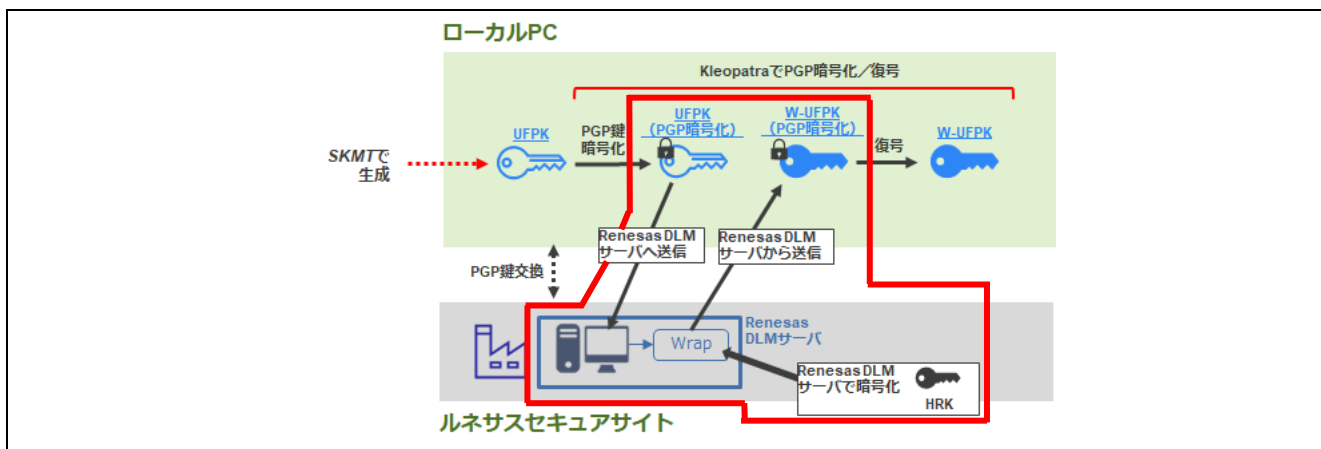 ローカルPC
KleopatraでPGP暗号化／復号
SKMTで
生成
UFPK
PGP鍵
暗号化
UFPK
（PGP暗号化）
W-UFPK
（PGP暗号化）
復号
W-UFPK
Renesas DLM
サーバへ送信
Renesas DLM
サーバから送信
PGP鍵交換
Wrap
Renesas
DLMサーバ
Renesas DLM
サーバで暗号化
HRK
ルネサスセキュアサイト